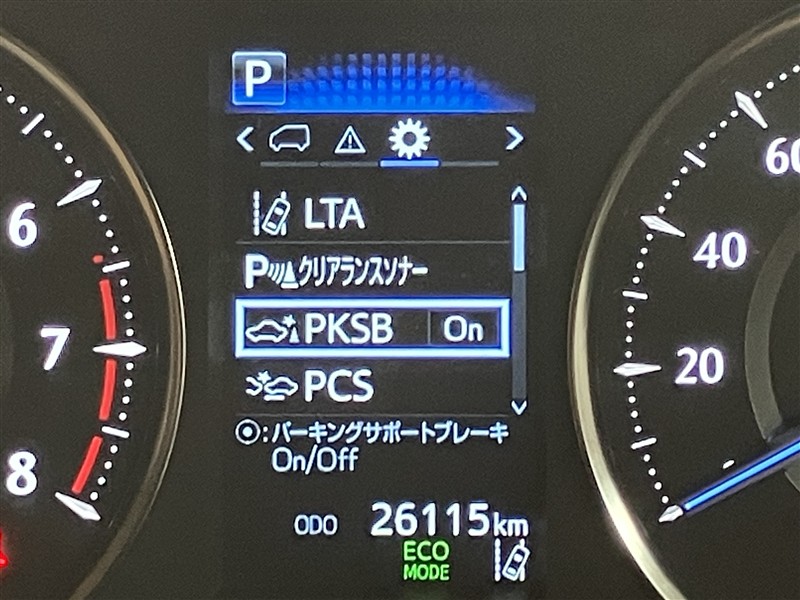 P
LTA
Pクリアランスソナー
PKSB On
PCS
:パーキングサポートブレーキ
On/Off
ODO 26115km
ECO
MODE
6
7
8
60
40
20